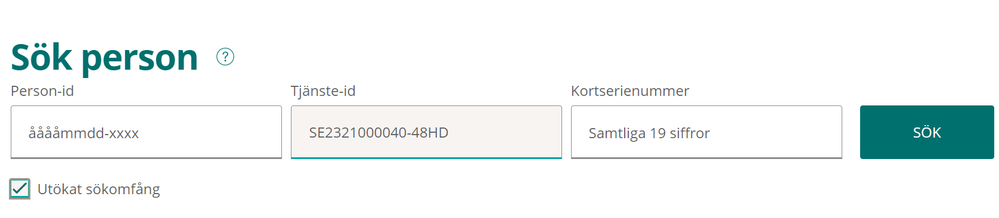 Sök person ?
Person-id
Tjänste-id
Kortserienummer
ååååmmdd-xxxx
SE2321000040-48HD
Samtliga 19 siffror
SÖK
Utökat sökomfång